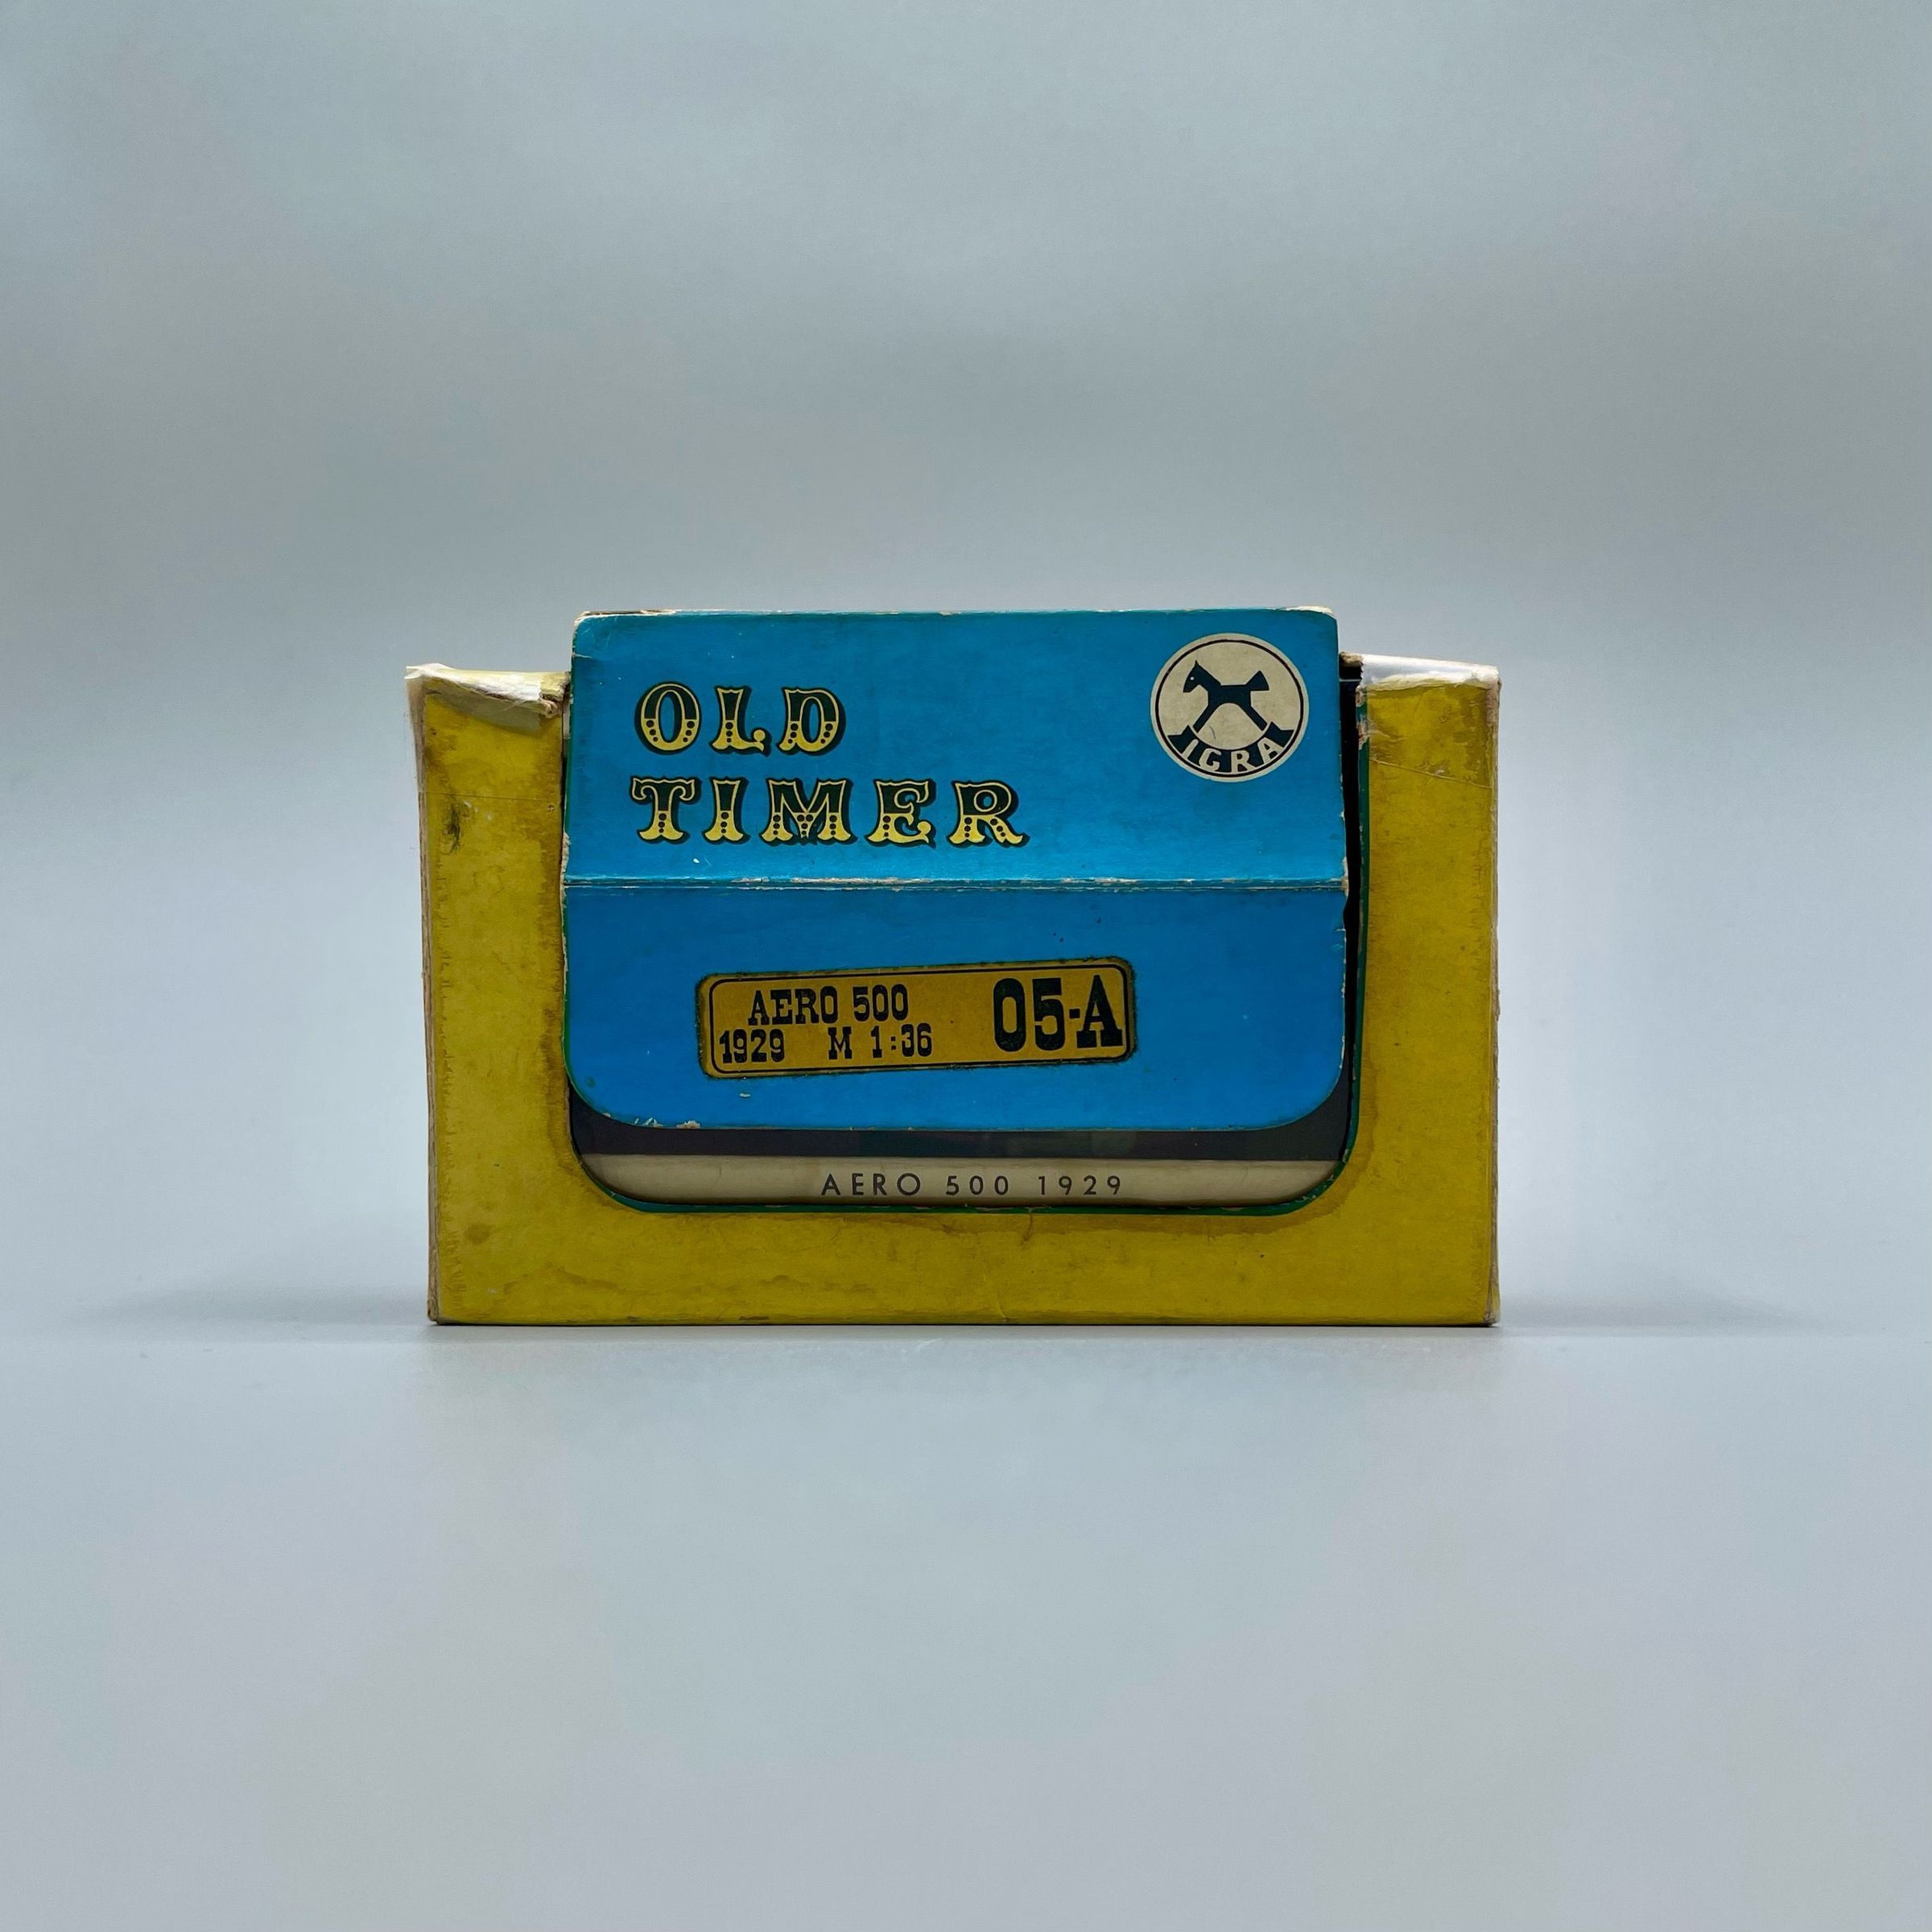 OLD
TIMER
IGRA
AERO 500
1929 M 1:36
05-A
AERO 500 1929